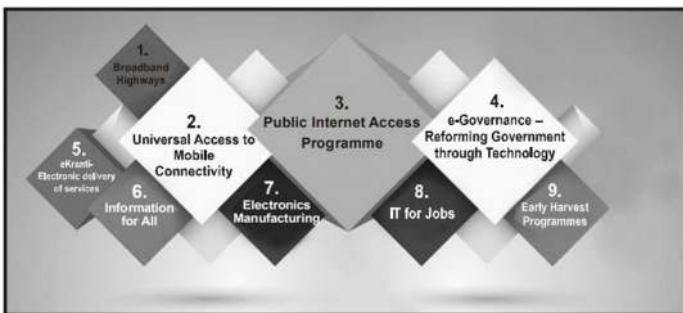 1.
Broadband
Highways
2.
Universal Access to
Mobile
Connectivity
3.
Public Internet Access
Programme
4.
e-Governance –
Reforming Government
through Technology
5.
eKranti-
Electronic delivery
of services
6.
Information
for All
7.
Electronics
Manufacturing
8.
IT for Jobs
9.
Early Harvest
Programmes